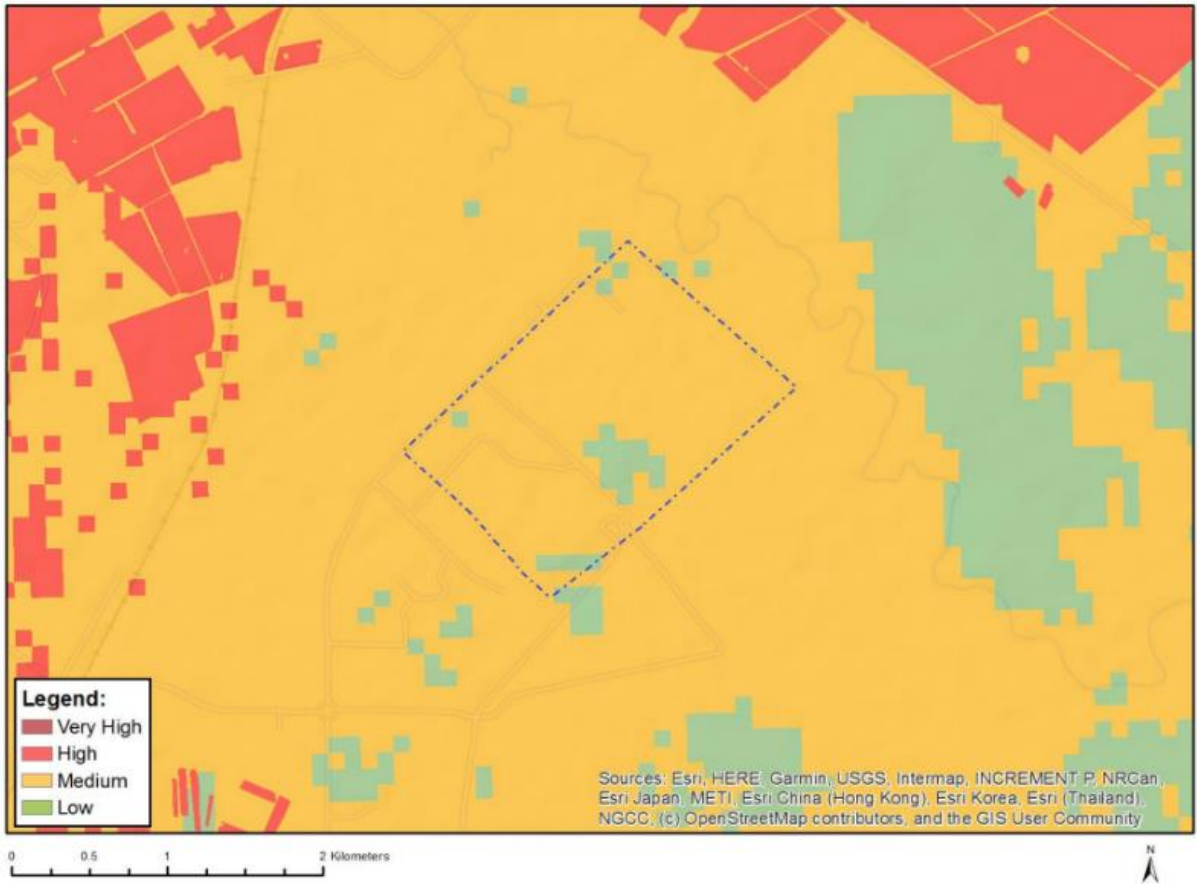 Legend:
Very High
High
Medium
Low
Sources: Esri, HERE, Garmin, USGS, Intermap, INCREMENT P, NRCan,
Esri Japan, METI, Esri China (Hong Kong), Esri Korea, Esri (Thailand),
NGCC, (c) OpenStreetMap contributors, and the GIS User Community
0 0.5 1 2 Kilometers
N